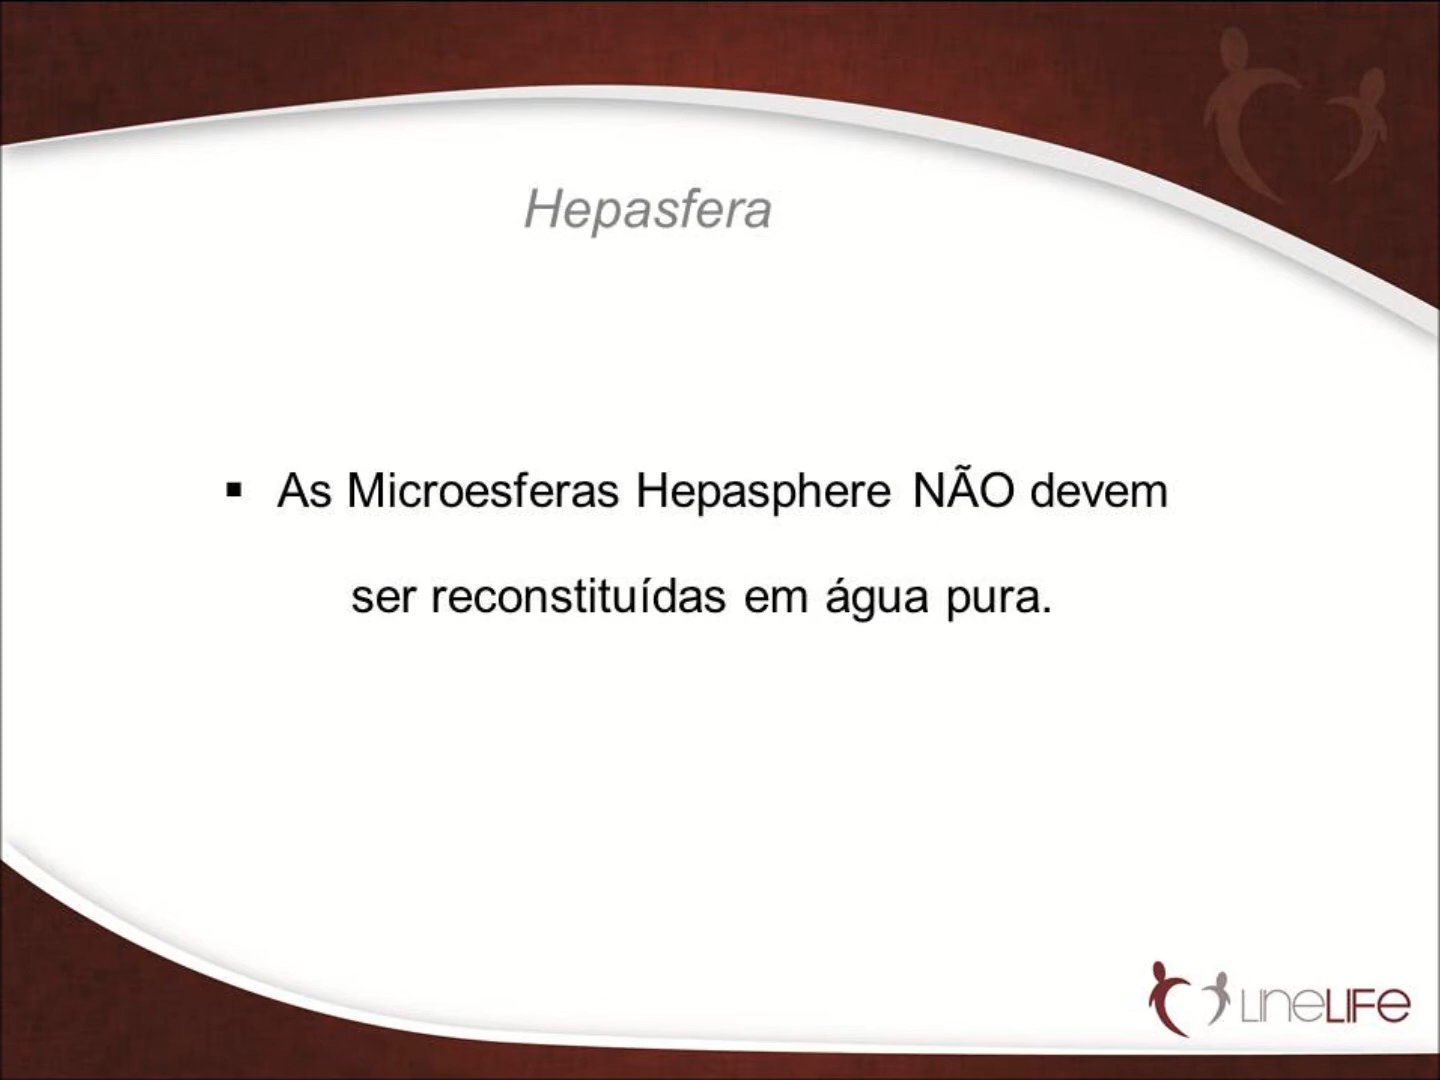 Hepasfera
▪ As Microesferas Hepasphere NÃO devem
ser reconstituídas em água pura.
LINeLIFe